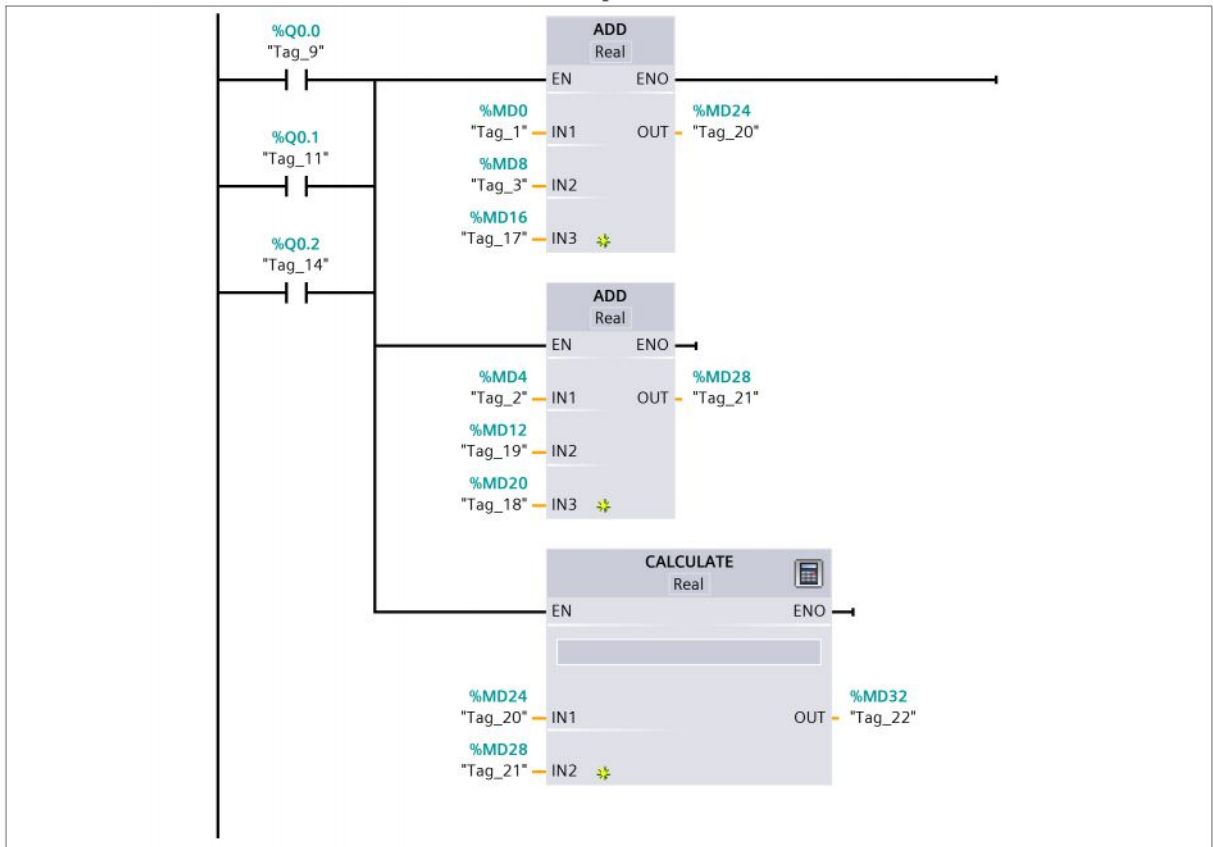 %Q0.0
"Tag_9"
%Q0.1
"Tag_11"
%Q0.2
"Tag_14"
ADD
Real
EN ENO
%MD0
"Tag_1" IN1 OUT %MD24 "Tag_20"
%MD8
"Tag_3" IN2
%MD16
"Tag_17" IN3
ADD
Real
EN ENO
%MD4
"Tag_2" IN1 OUT %MD28 "Tag_21"
%MD12
"Tag_19" IN2
%MD20
"Tag_18" IN3
CALCULATE
Real
EN ENO
%MD24
"Tag_20" IN1 OUT %MD32 "Tag_22"
%MD28
"Tag_21" IN2